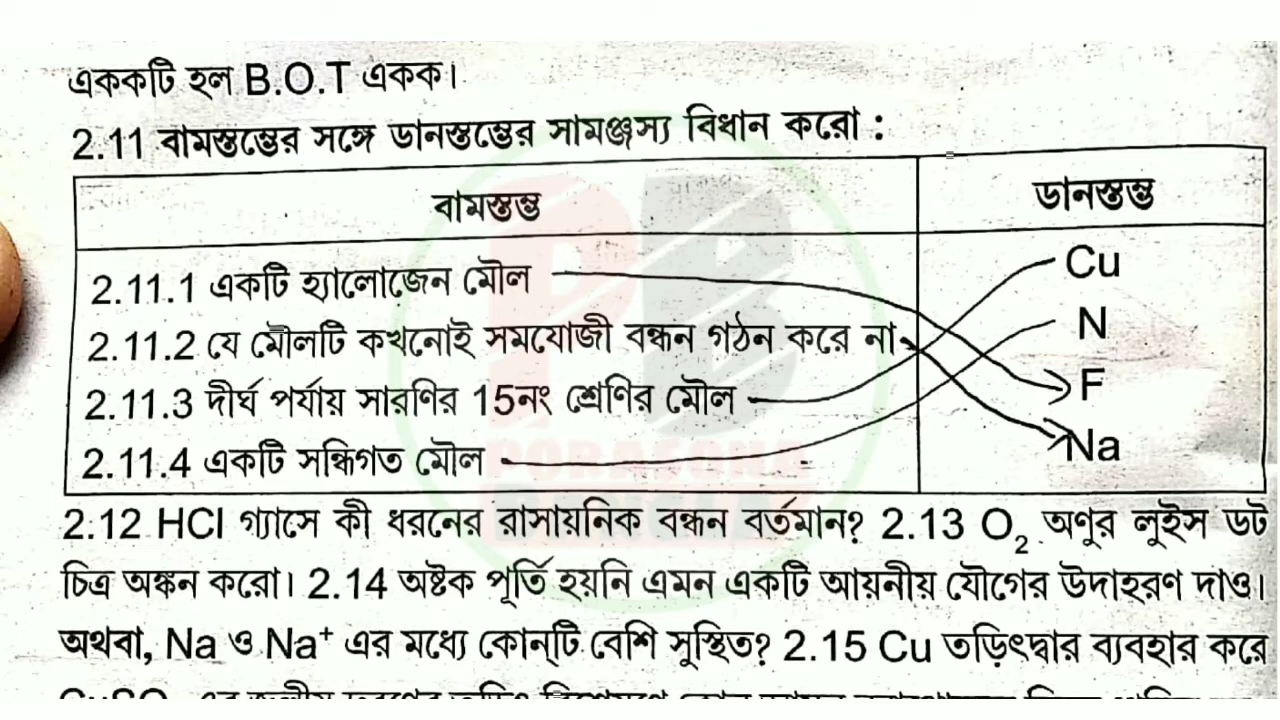 এককটি হল B.O.T একক।
2.11 বামস্তম্ভের সঙ্গে ডানস্তম্ভের সামঞ্জস্য বিধান করো :
বামস্তম্ভ ডানস্তম্ভ
2.11.1 একটি হ্যালোজেন মৌল Cu
2.11.2 যে মৌলটি কখনোই সমযোজী বন্ধন গঠন করে না N
2.11.3 দীর্ঘ পর্যায় সারণির 15নং শ্রেণির মৌল F
2.11.4 একটি সন্ধিগত মৌল Na
2.12 HCl গ্যাসে কী ধরনের রাসায়নিক বন্ধন বর্তমান? 2.13 O₂ অণুর লুইস ডট
চিত্র অঙ্কন করো। 2.14 অষ্টক পূর্তি হয়নি এমন একটি আয়নীয় যৌগের উদাহরণ দাও।
অথবা, Na ও Na⁺ এর মধ্যে কোন্‌টি বেশি সুস্থিত? 2.15 Cu তড়িৎদ্বার ব্যবহার করে